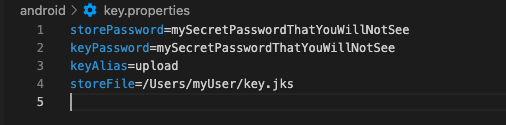 android > key.properties
1 storePassword=mySecretPasswordThatYouWillNotSee
2 keyPassword=mySecretPasswordThatYouWillNotSee
3 keyAlias=upload
4 storeFile=/Users/myUser/key.jks
5